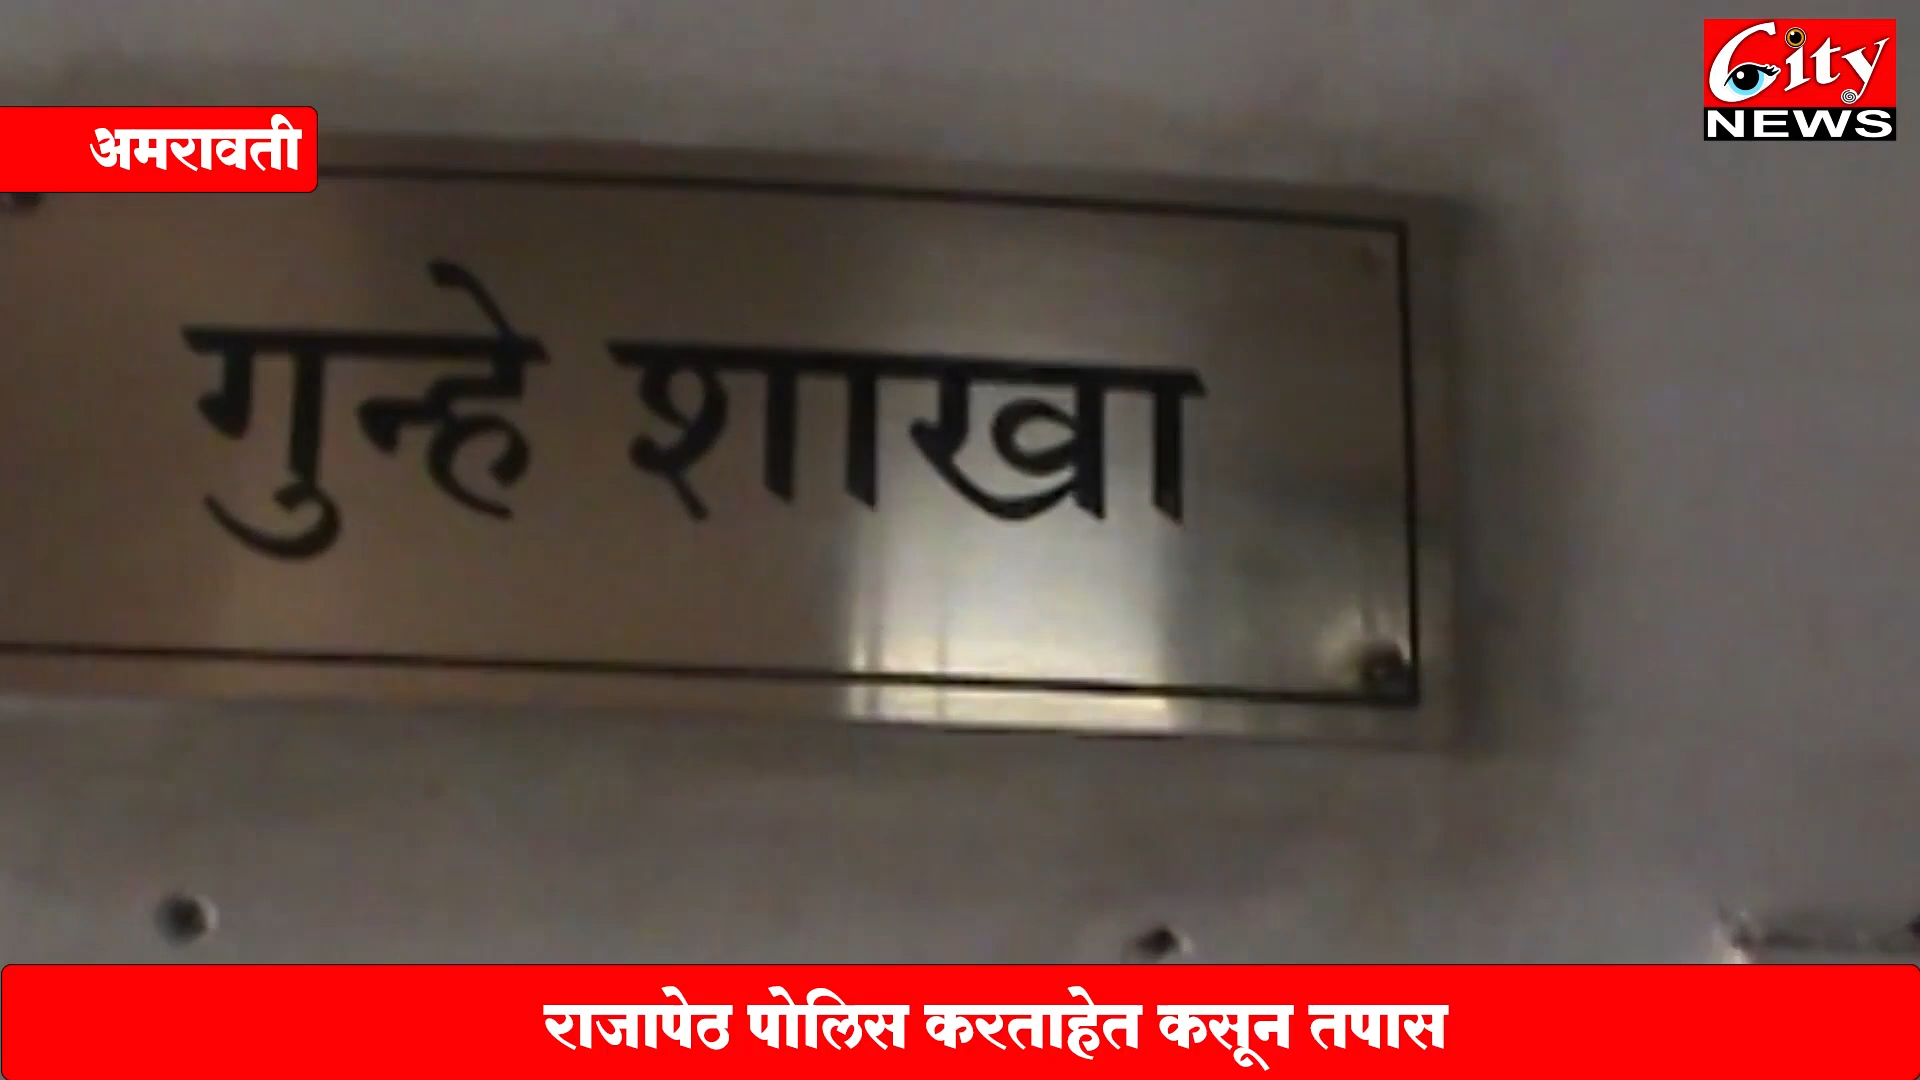 City
NEWS
अमरावती
गुन्हे शाखा
राजापेठ पोलिस करताहेत कसून तपास